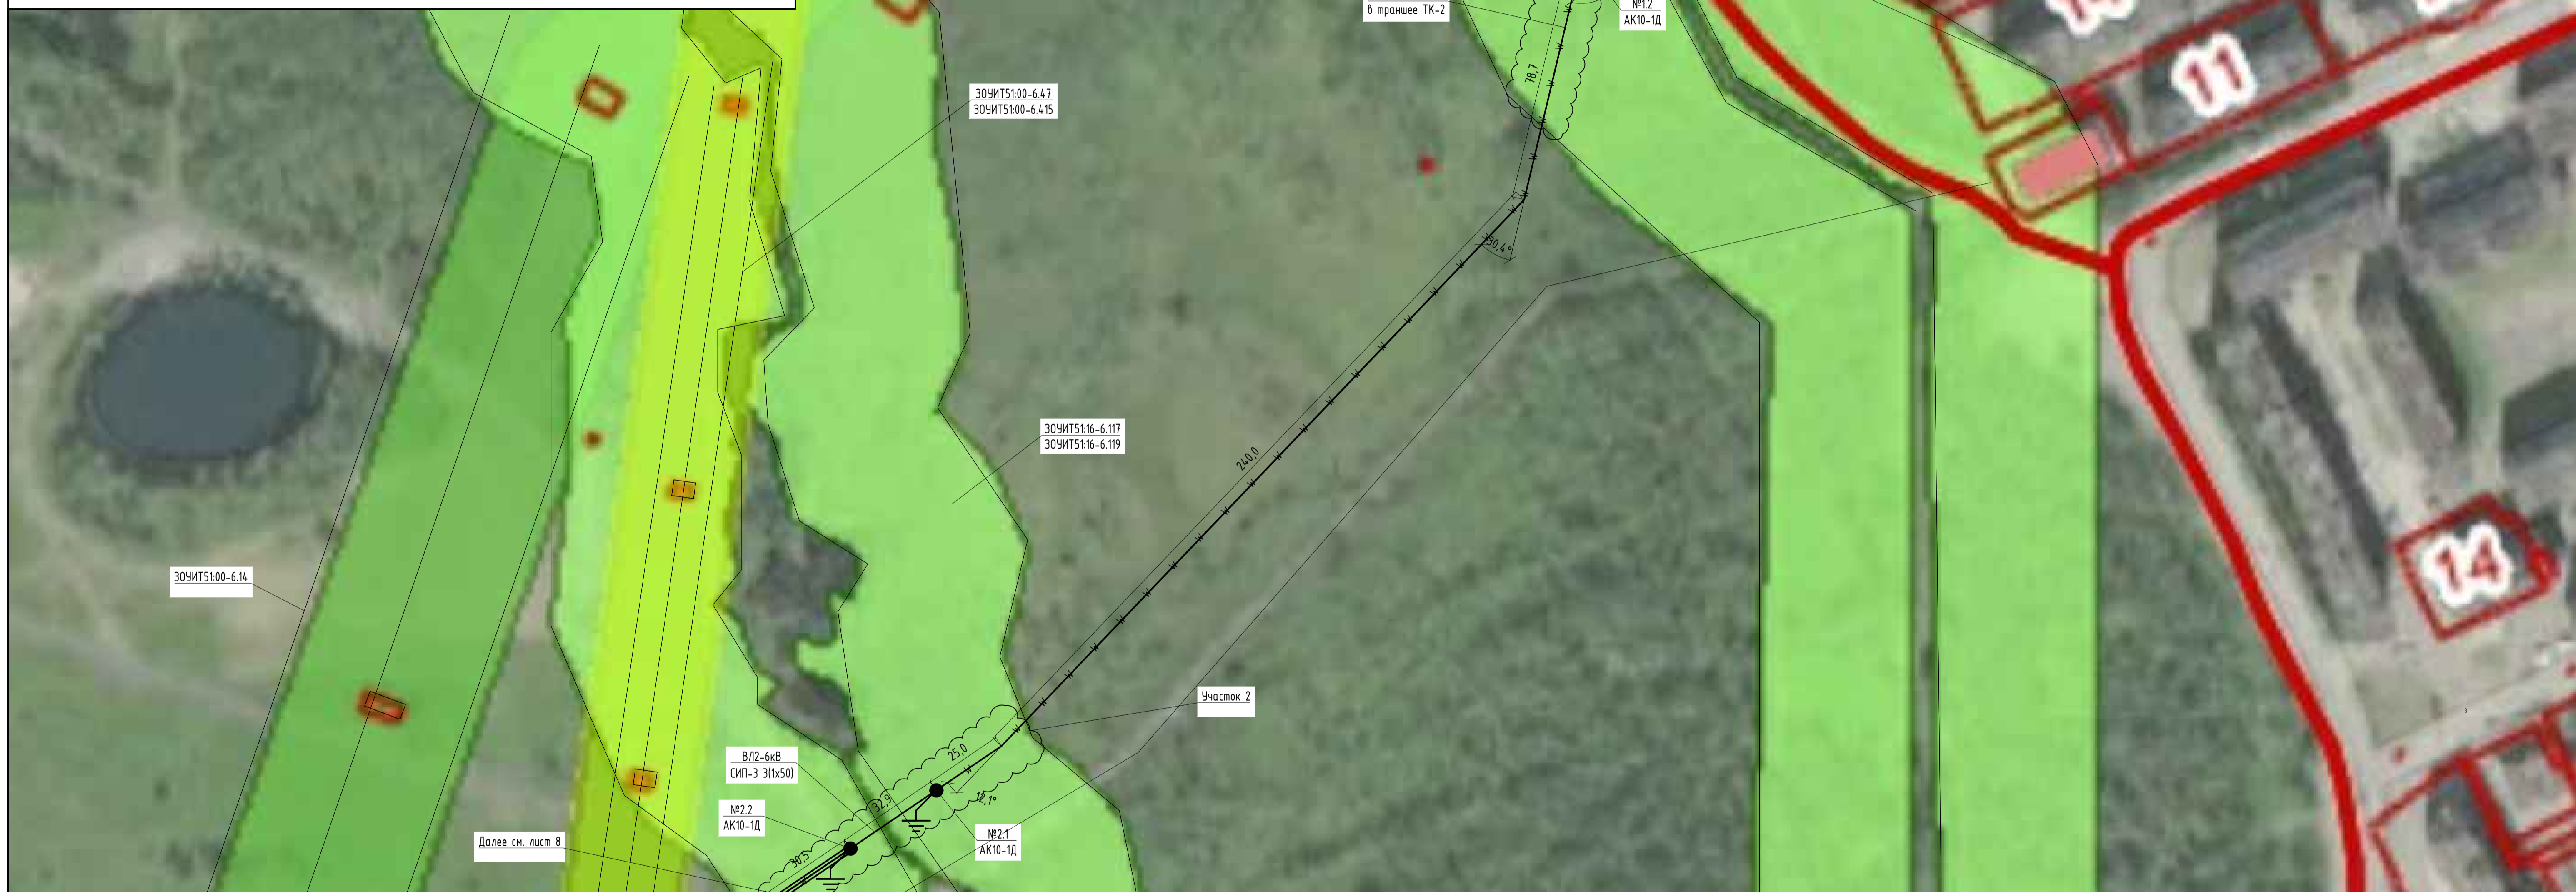 в траншее ТК-2
№1.2
АК10-1Д
11
78,7
ЗОУИТ51:00-6.47
ЗОУИТ51:00-6.415
30,4°
ЗОУИТ51:16-6.117
ЗОУИТ51:16-6.119
240,0
14
ЗОУИТ51:00-6.14
Участок 2
3
25,0
ВЛ2-6кВ
СИП-3 3(1х50)
12,1°
32,9
№2.2
АК10-1Д
№2.1
АК10-1Д
Далее см. лист 8
30,5